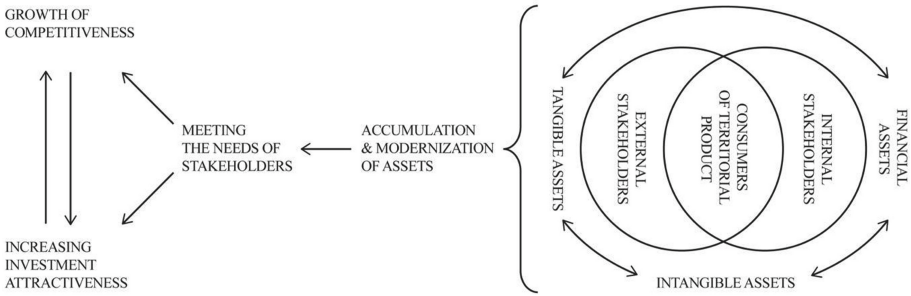 GROWTH OF
COMPETITIVENESS
INCREASING
INVESTMENT
ATTRACTIVENESS
MEETING
THE NEEDS OF
STAKEHOLDERS
ACCUMULATION
& MODERNIZATION
OF ASSETS
TANGIBLE ASSETS
EXTERNAL
STAKEHOLDERS
CONSUMERS
OF TERRITORIAL
PRODUCT
INTERNAL
STAKEHOLDERS
FINANCIAL
ASSETS
INTANGIBLE ASSETS